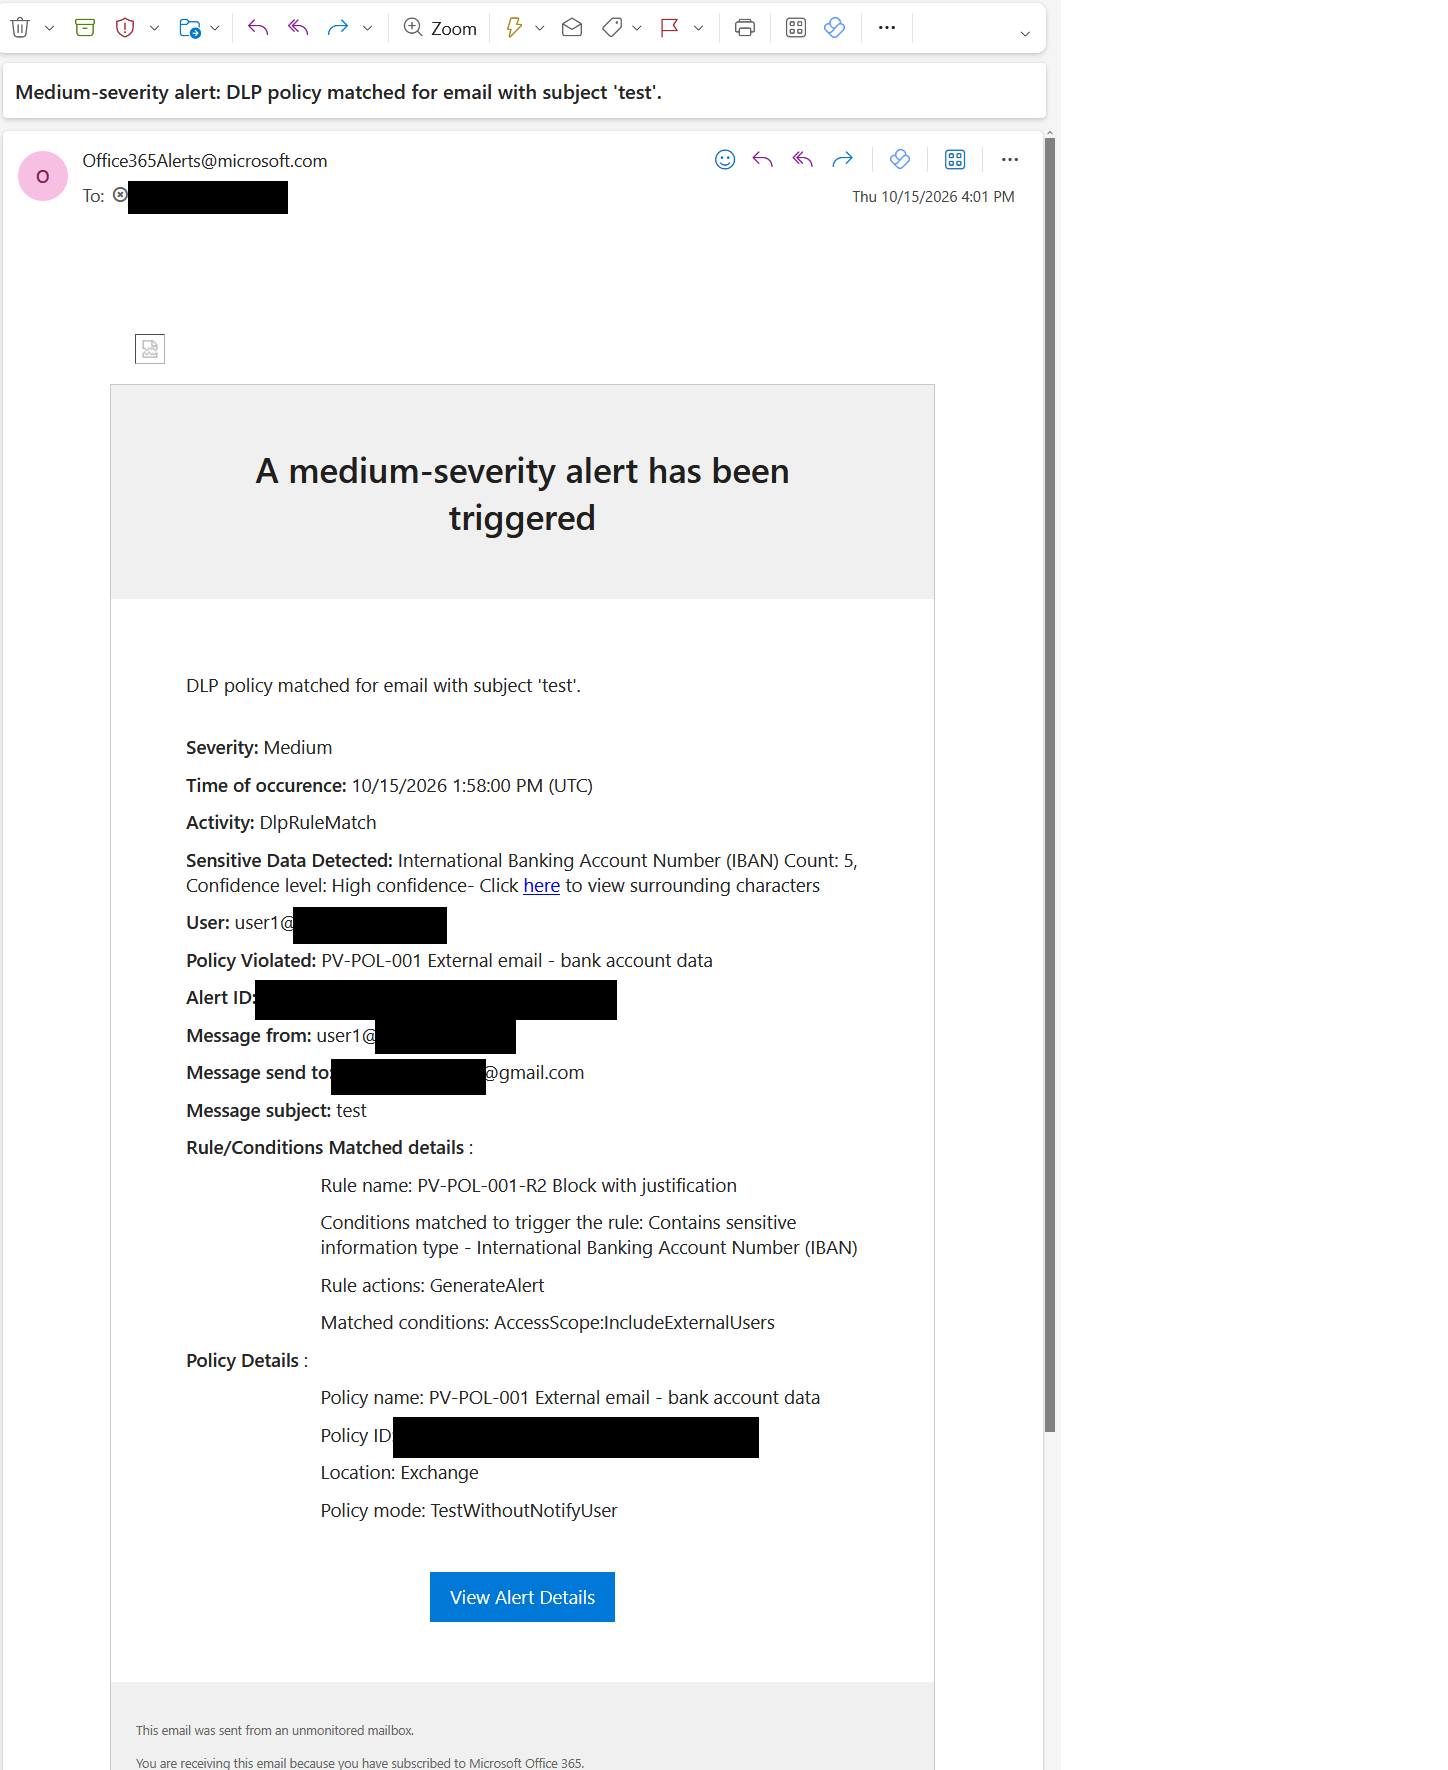 Zoom
Medium-severity alert: DLP policy matched for email with subject 'test'.
O
Office365Alerts@microsoft.com
To:
Thu 10/15/2026 4:01 PM
A medium-severity alert has been
triggered
DLP policy matched for email with subject 'test'.
Severity: Medium
Time of occurence: 10/15/2026 1:58:00 PM (UTC)
Activity: DlpRuleMatch
Sensitive Data Detected: International Banking Account Number (IBAN) Count: 5,
Confidence level: High confidence- Click here to view surrounding characters
User: user1@
Policy Violated: PV-POL-001 External email - bank account data
Alert ID:
Message from: user1@
Message send to: @gmail.com
Message subject: test
Rule/Conditions Matched details :
Rule name: PV-POL-001-R2 Block with justification
Conditions matched to trigger the rule: Contains sensitive
information type - International Banking Account Number (IBAN)
Rule actions: GenerateAlert
Matched conditions: AccessScope:IncludeExternalUsers
Policy Details :
Policy name: PV-POL-001 External email - bank account data
Policy ID:
Location: Exchange
Policy mode: TestWithoutNotifyUser
View Alert Details
This email was sent from an unmonitored mailbox.
You are receiving this email because you have subscribed to Microsoft Office 365.